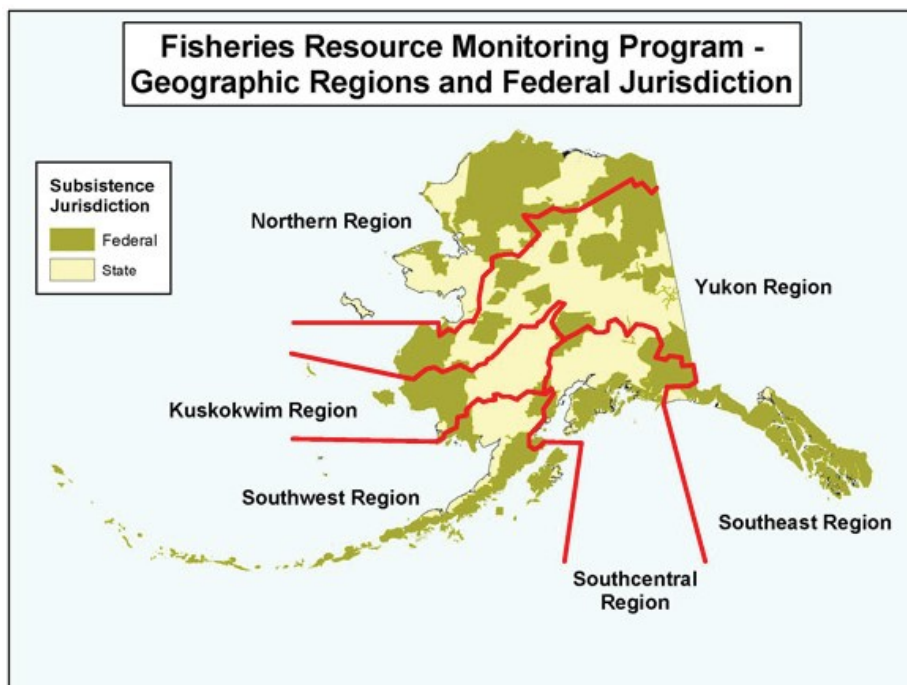 Fisheries Resource Monitoring Program -
Geographic Regions and Federal Jurisdiction
Subsistence
Jurisdiction
Federal
State
Northern Region
Yukon Region
Kuskokwim Region
Southwest Region
Southeast Region
Southcentral
Region